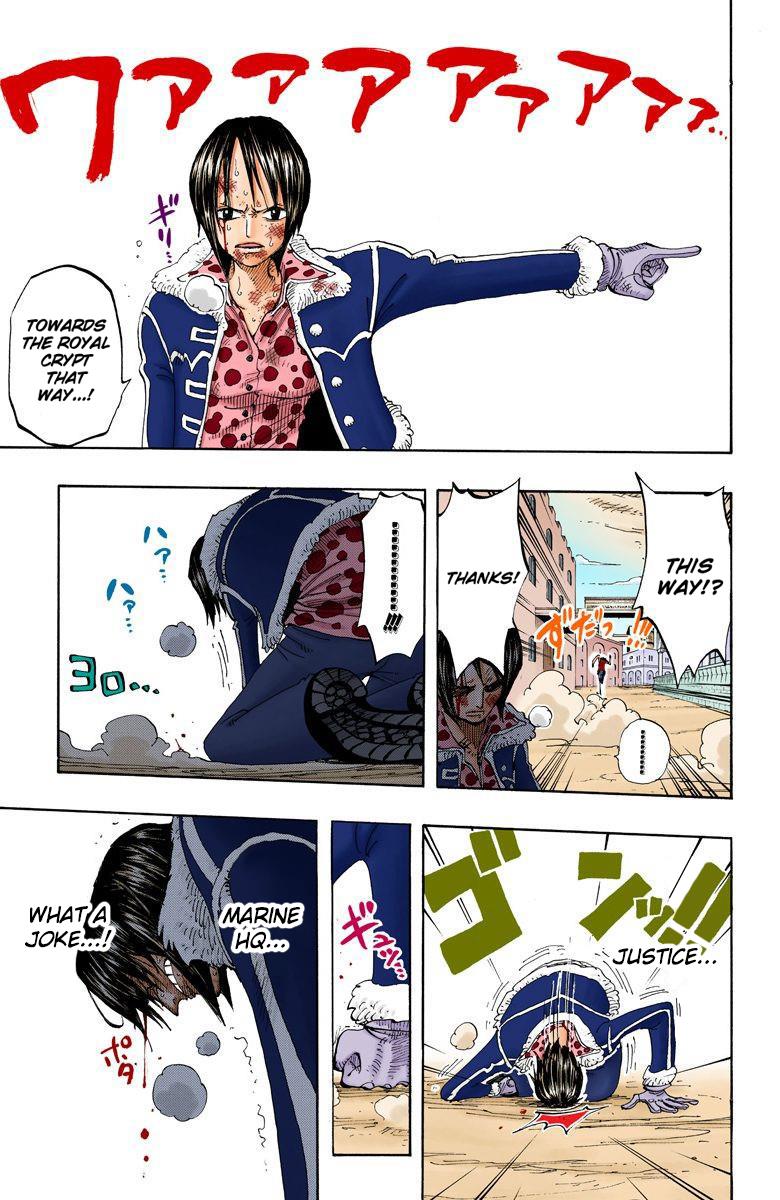 ワアアアアァアアア...
ギリ
TOWARDS
THE ROYAL
CRYPT
THAT
WAY...!
THIS
WAY!?
ずだっ!!!
THANKS!
.........
............!!!
ハァ...
ハァ...
ヨロ...
ゴンッ!!
JUSTICE...
ギュッ...
MARINE
HQ...
WHAT A
JOKE...!
ポタ